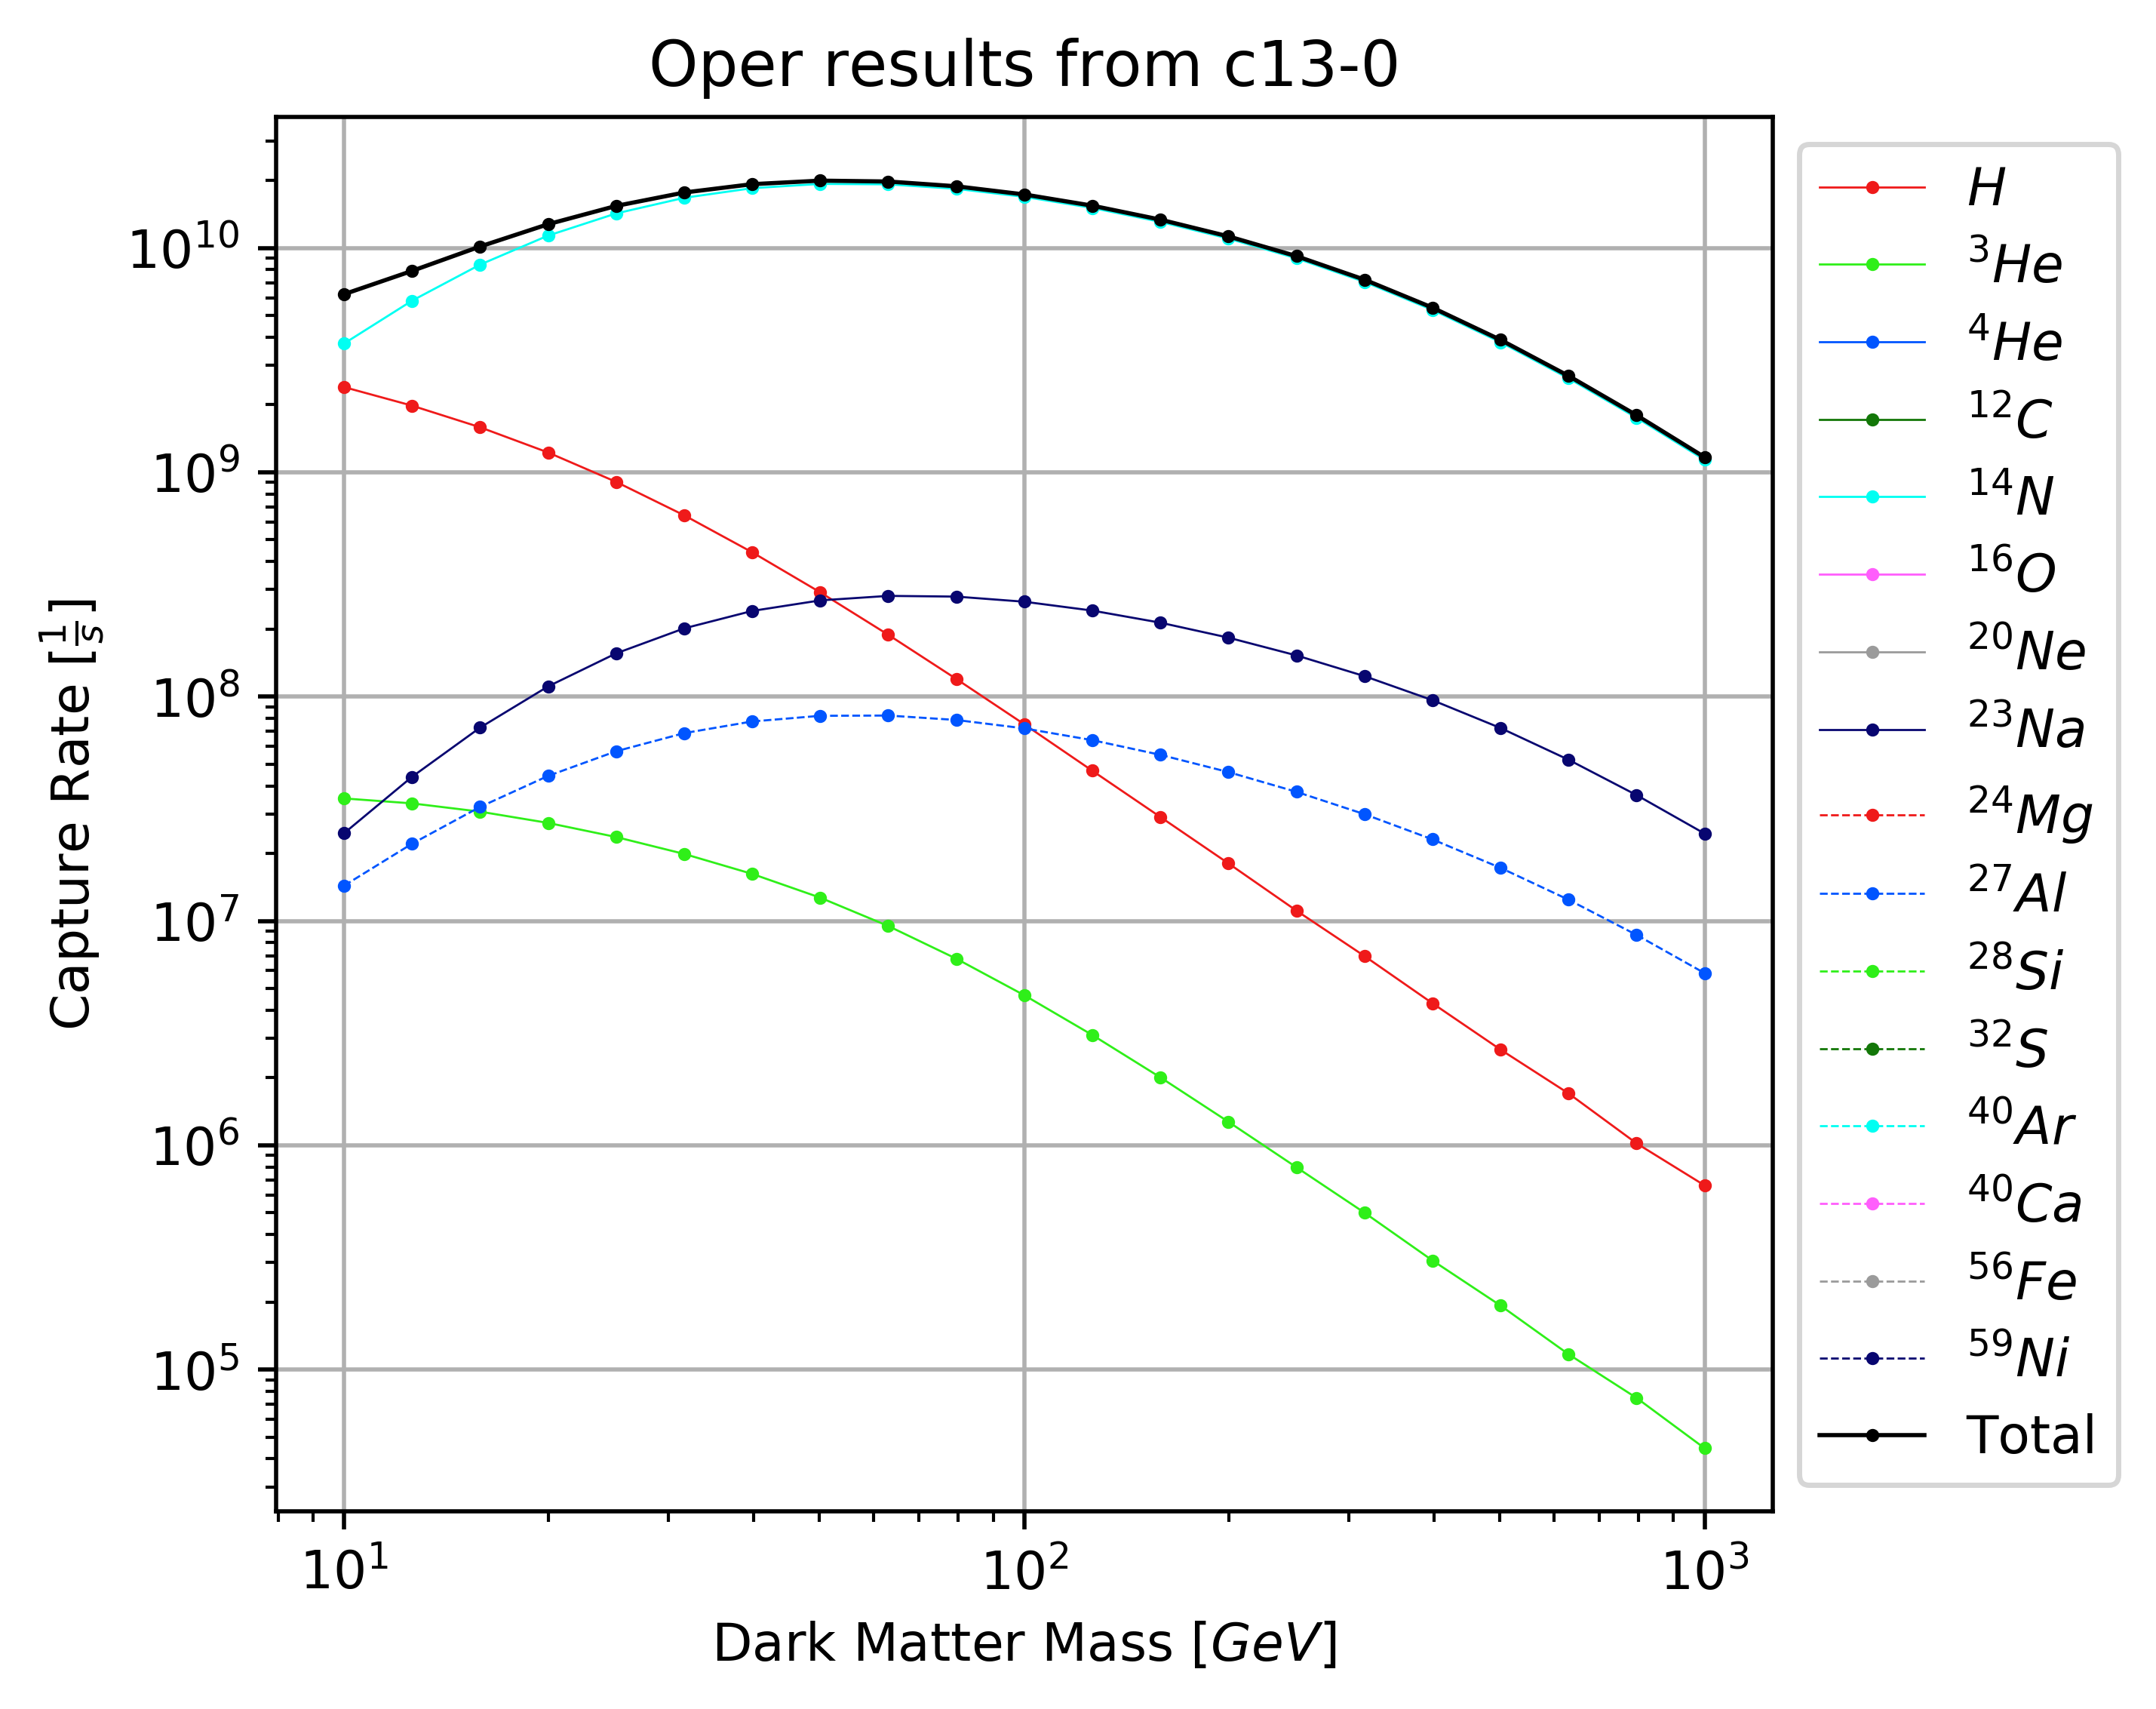 Oper results from c13-0
Capture Rate [1/s]
10^10
10^9
10^8
10^7
10^6
10^5
10^1
10^2
10^3
Dark Matter Mass [GeV]
H
^3He
^4He
^12C
^14N
^16O
^20Ne
^23Na
^24Mg
^27Al
^28Si
^32S
^40Ar
^40Ca
^56Fe
^59Ni
Total